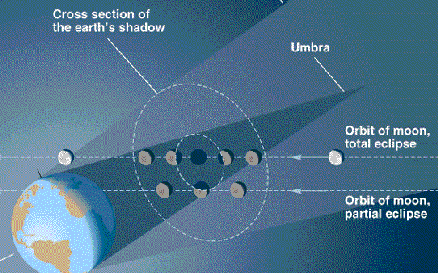 Cross section of
the earth's shadow
Umbra
Orbit of moon,
total eclipse
Orbit of moon,
partial eclipse